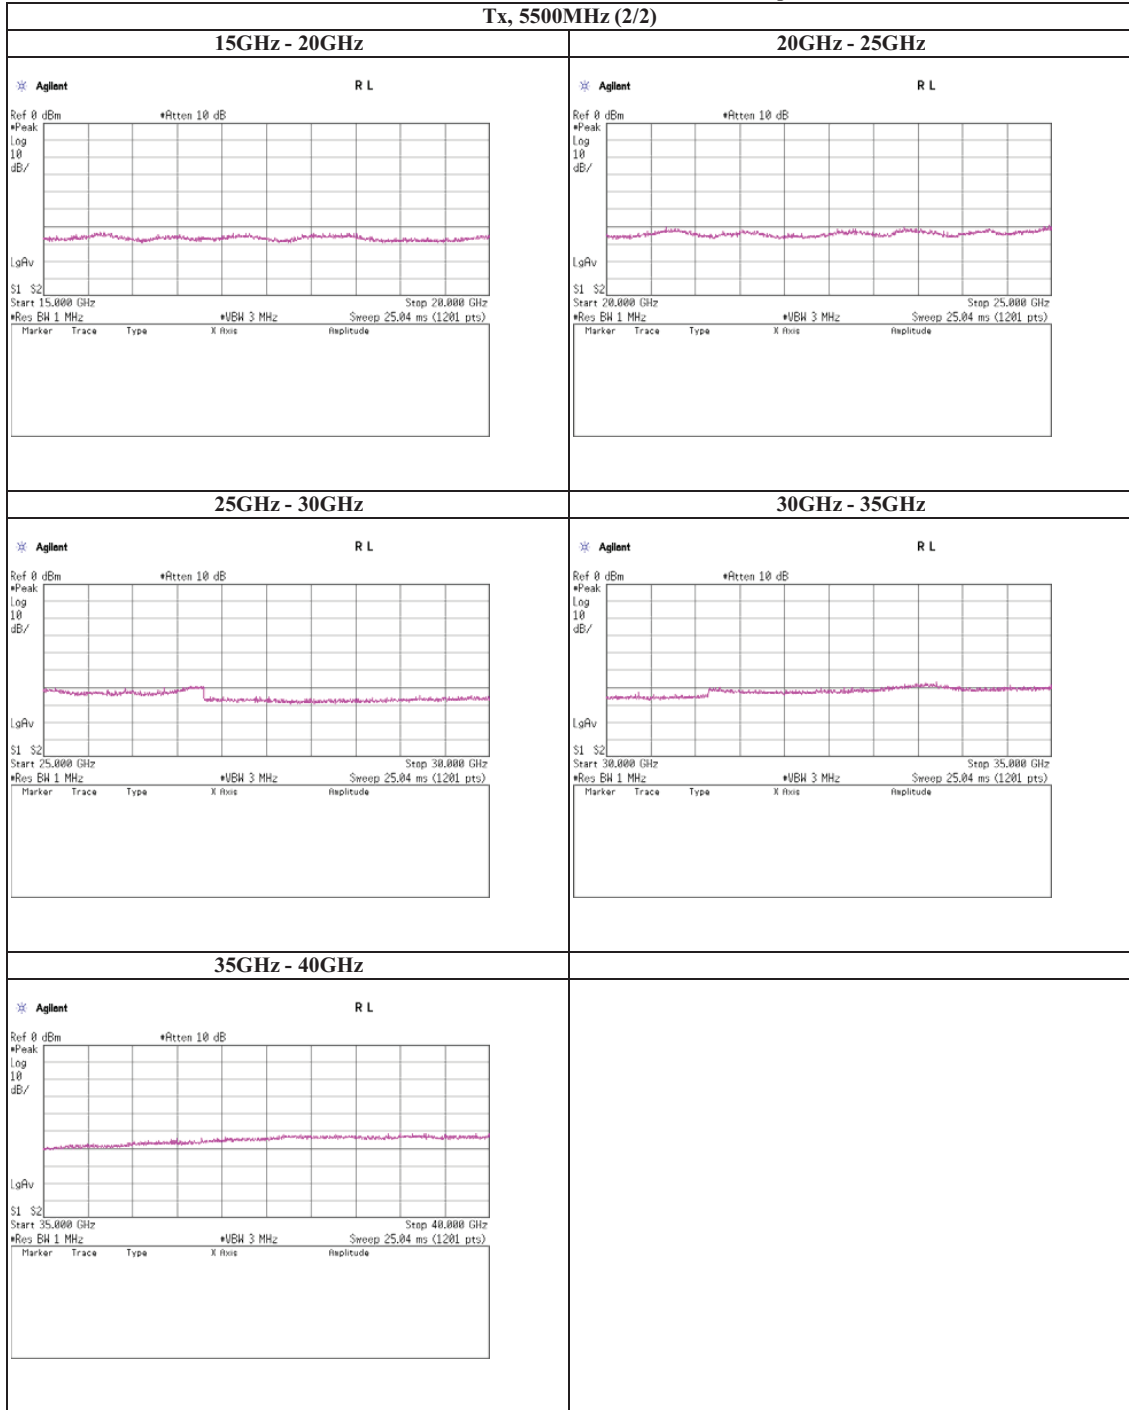 Tx, 5500MHz (2/2)
15GHz - 20GHz
Agilent R L
Ref 0 dBm #Atten 10 dB
#Peak
Log
10
dB/
LgAv
S1 S2
Start 15.000 GHz Stop 20.000 GHz
#Res BW 1 MHz #VBW 3 MHz Sweep 25.04 ms (1201 pts)
Marker Trace Type X Axis Amplitude
20GHz - 25GHz
Agilent R L
Ref 0 dBm #Atten 10 dB
#Peak
Log
10
dB/
LgAv
S1 S2
Start 20.000 GHz Stop 25.000 GHz
#Res BW 1 MHz #VBW 3 MHz Sweep 25.04 ms (1201 pts)
Marker Trace Type X Axis Amplitude
25GHz - 30GHz
Agilent R L
Ref 0 dBm #Atten 10 dB
#Peak
Log
10
dB/
LgAv
S1 S2
Start 25.000 GHz Stop 30.000 GHz
#Res BW 1 MHz #VBW 3 MHz Sweep 25.04 ms (1201 pts)
Marker Trace Type X Axis Amplitude
30GHz - 35GHz
Agilent R L
Ref 0 dBm #Atten 10 dB
#Peak
Log
10
dB/
LgAv
S1 S2
Start 30.000 GHz Stop 35.000 GHz
#Res BW 1 MHz #VBW 3 MHz Sweep 25.04 ms (1201 pts)
Marker Trace Type X Axis Amplitude
35GHz - 40GHz
Agilent R L
Ref 0 dBm #Atten 10 dB
#Peak
Log
10
dB/
LgAv
S1 S2
Start 35.000 GHz Stop 40.000 GHz
#Res BW 1 MHz #VBW 3 MHz Sweep 25.04 ms (1201 pts)
Marker Trace Type X Axis Amplitude